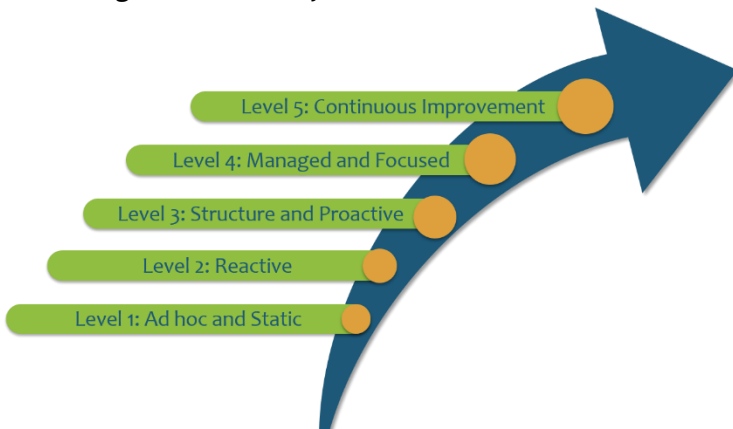 Level 5: Continuous Improvement
Level 4: Managed and Focused
Level 3: Structure and Proactive
Level 2: Reactive
Level 1: Ad hoc and Static